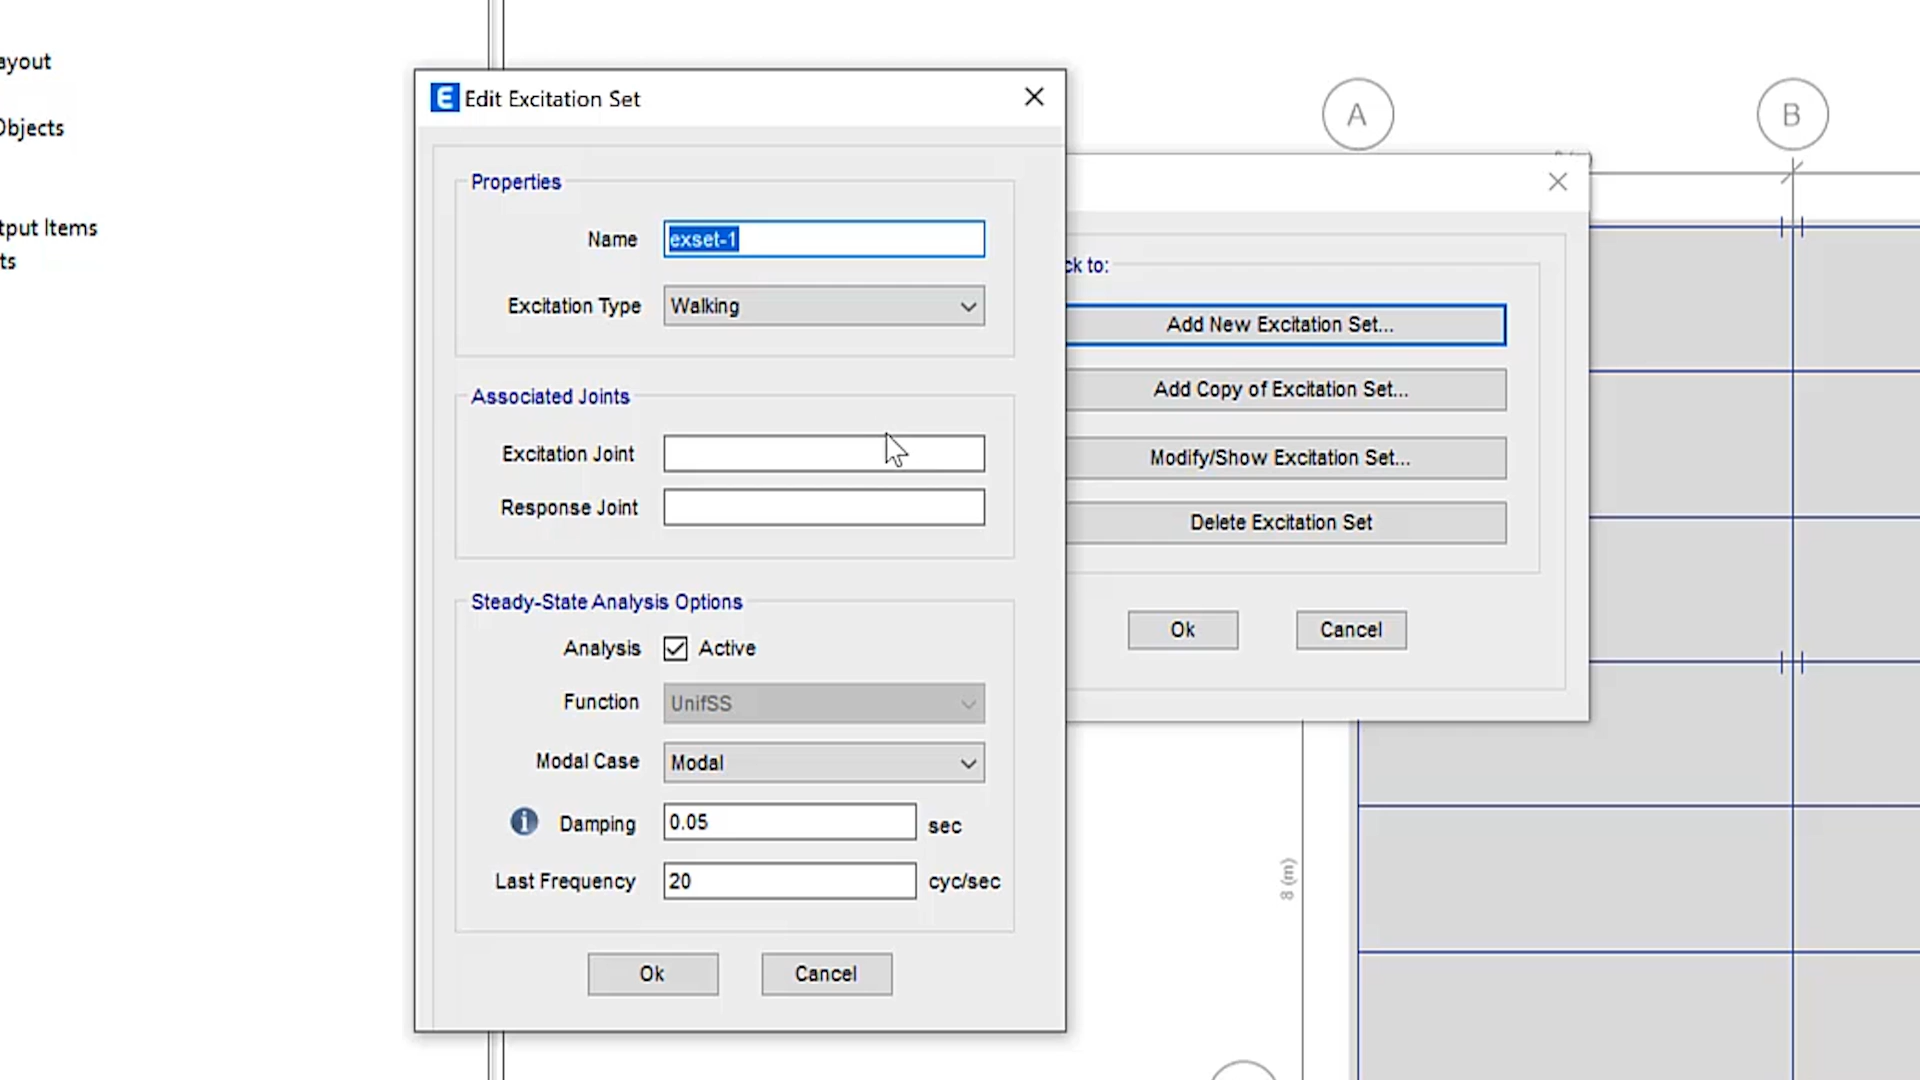 ayout
Objects
tput Items
ts
E Edit Excitation Set
Properties
Name exset-1
Excitation Type Walking
Associated Joints
Excitation Joint
Response Joint
Steady-State Analysis Options
Analysis Active
Function UnifSS
Modal Case Modal
i Damping 0.05 sec
Last Frequency 20 cyc/sec
Ok Cancel
ck to:
Add New Excitation Set...
Add Copy of Excitation Set...
Modify/Show Excitation Set...
Delete Excitation Set
Ok Cancel
A
B
8 (m)